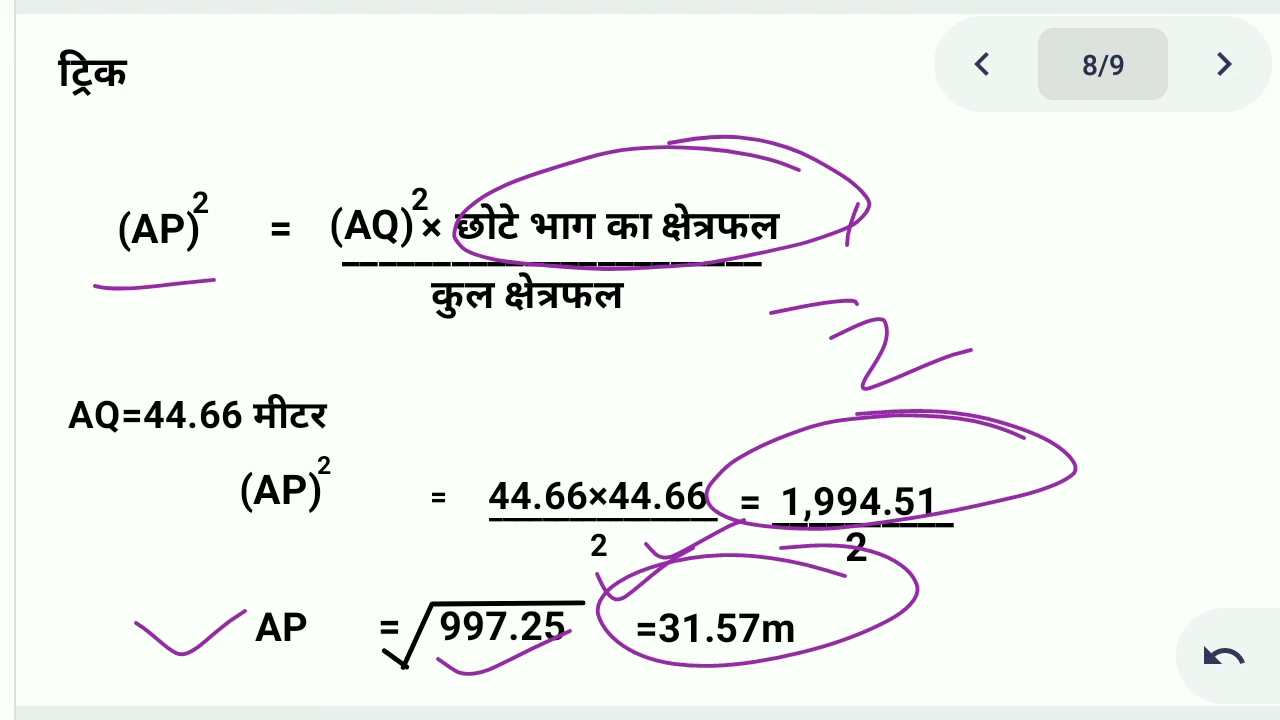 ट्रिक
8/9
(AP)² = (AQ)² × छोटे भाग का क्षेत्रफल
कुल क्षेत्रफल
2
AQ=44.66 मीटर
(AP)² = 44.66×44.66 = 1,994.51
2 2
AP = √997.25 =31.57m